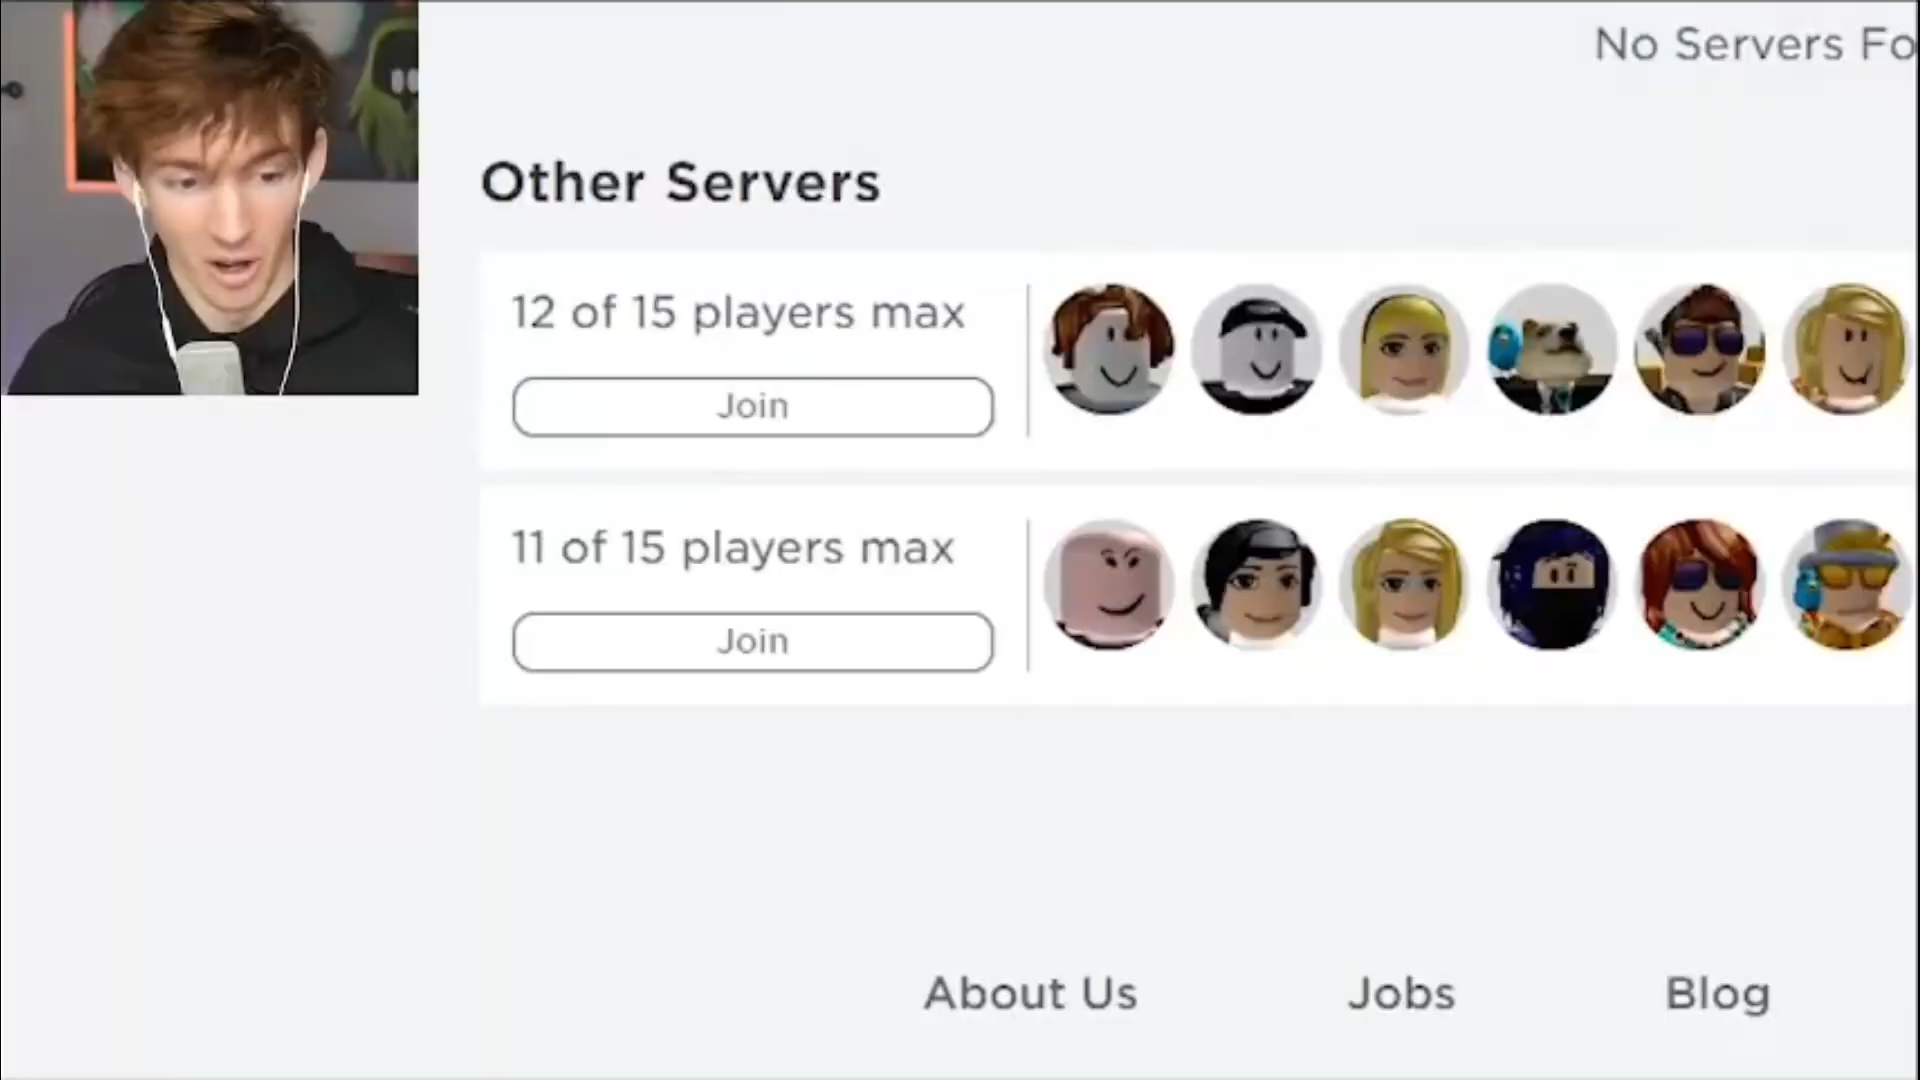 No Servers Fo
Other Servers
12 of 15 players max
Join
11 of 15 players max
Join
About Us
Jobs
Blog